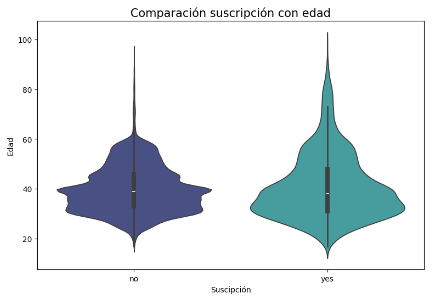 Comparación suscripción con edad
100
80
60
40
20
Edad
no
yes
Suscipción